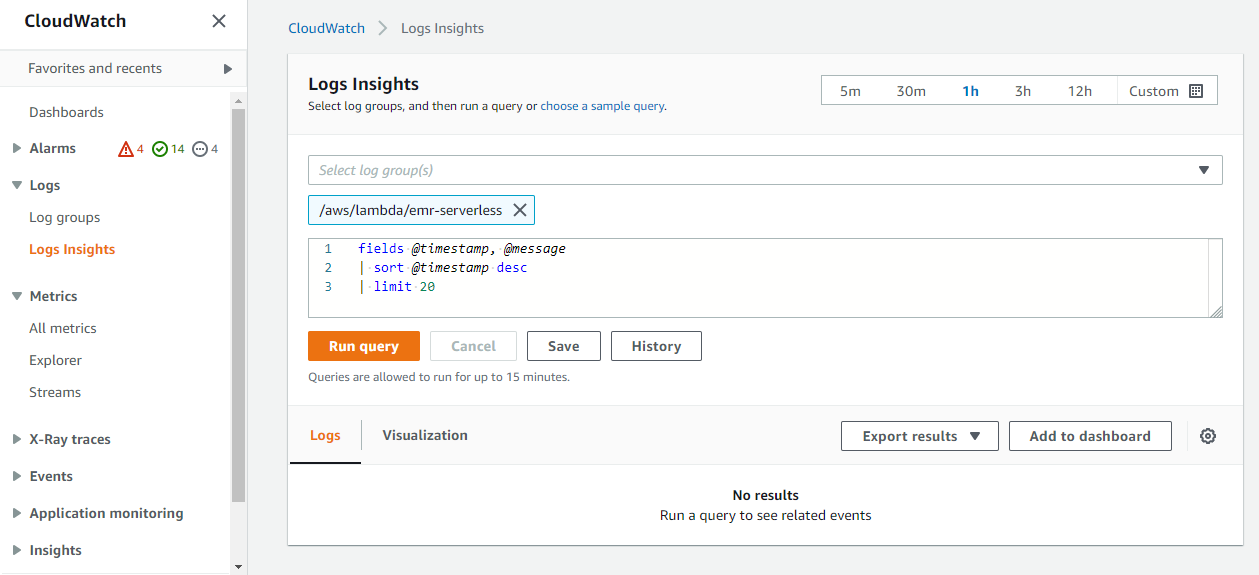 CloudWatch
Favorites and recents
Dashboards
Alarms 4 14 4
Logs
Log groups
Logs Insights
Metrics
All metrics
Explorer
Streams
X-Ray traces
Events
Application monitoring
Insights
CloudWatch Logs Insights
Logs Insights
Select log groups, and then run a query or choose a sample query.
5m 30m 1h 3h 12h Custom
Select log group(s)
/aws/lambda/emr-serverless
1 fields @timestamp, @message
2 | sort @timestamp desc
3 | limit 20
Run query Cancel Save History
Queries are allowed to run for up to 15 minutes.
Logs Visualization Export results Add to dashboard
No results
Run a query to see related events